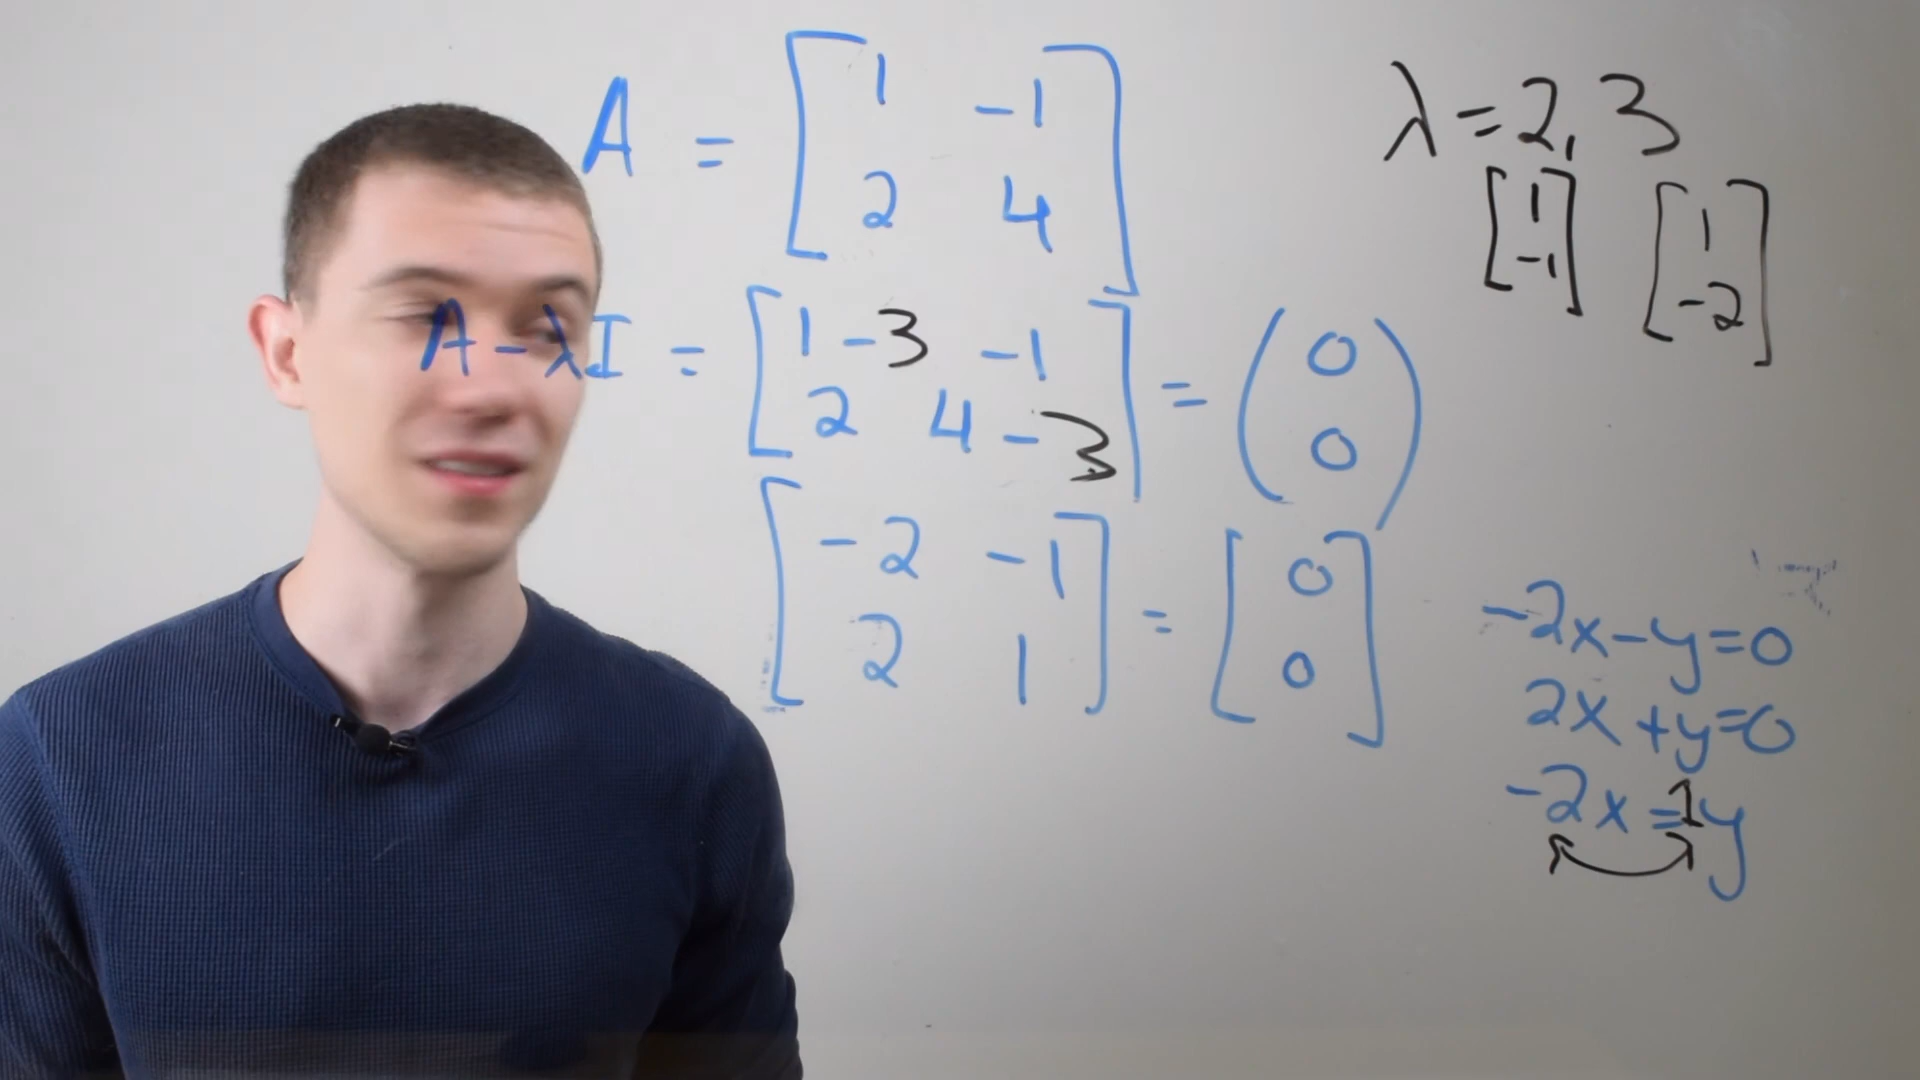 A = [ 1 -1
2 4 ]
λ = 2, 3
[ 1
-1 ] [ 1
-2 ]
A - λI = [ 1 - 3 -1
2 4 - 3 ] = ( 0
0 )
[ -2 -1
2 1 ] = [ 0
0 ]
-2x - y = 0
2x + y = 0
-2x = 1y